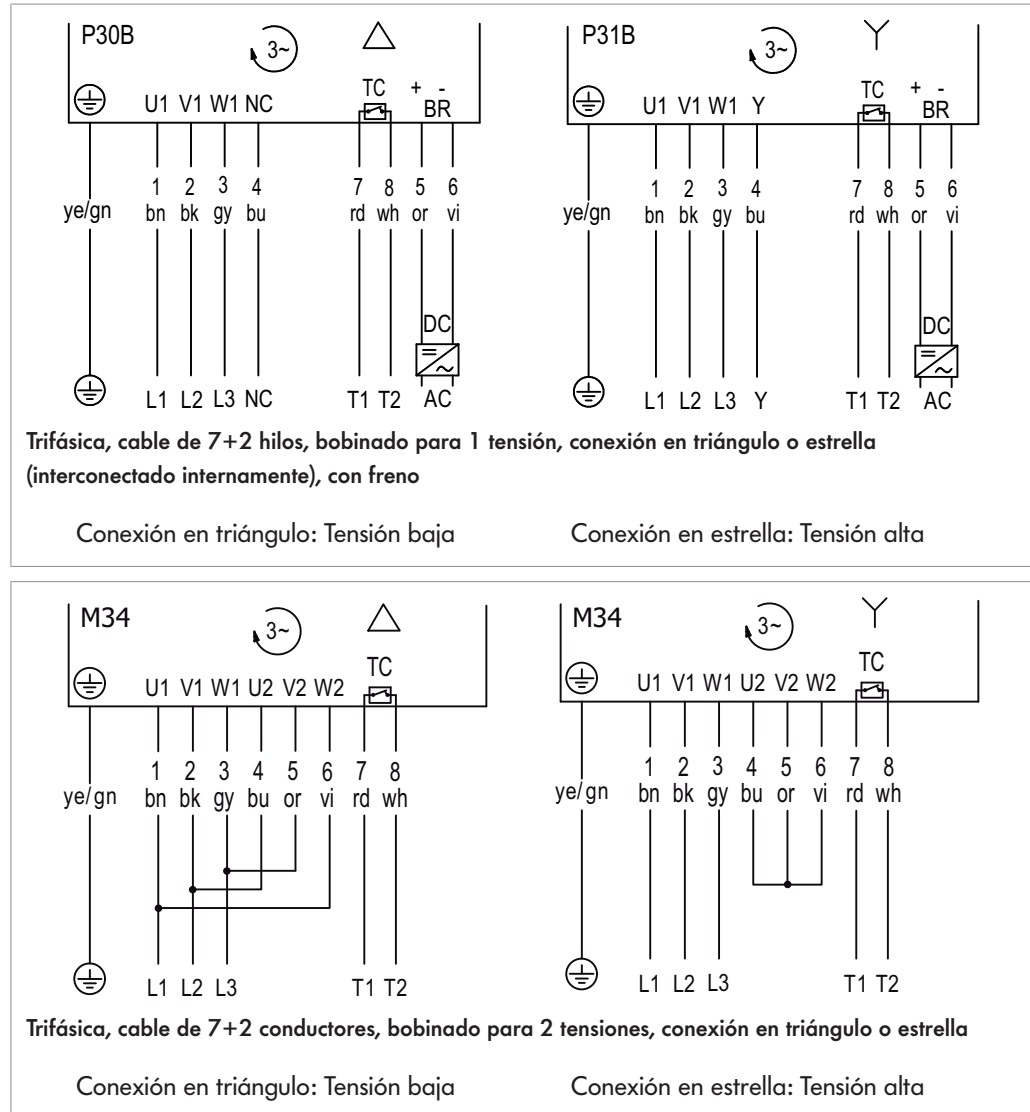 P30B
3~
TC
+ -
BR
U1 V1 W1 NC
1 2 3 4 7 8 5 6
ye/gn bn bk gy bu rd wh or vi
DC
= ~
L1 L2 L3 NC T1 T2 AC
P31B
3~
TC
+ -
BR
U1 V1 W1 Y
1 2 3 4 7 8 5 6
ye/gn bn bk gy bu rd wh or vi
DC
= ~
L1 L2 L3 Y T1 T2 AC
Trifásica, cable de 7+2 hilos, bobinado para 1 tensión, conexión en triángulo o estrella
(interconectado internamente), con freno
Conexión en triángulo: Tensión baja
Conexión en estrella: Tensión alta
M34
3~
TC
U1 V1 W1 U2 V2 W2
1 2 3 4 5 6 7 8
ye/gn bn bk gy bu or vi rd wh
L1 L2 L3 T1 T2
M34
3~
TC
U1 V1 W1 U2 V2 W2
1 2 3 4 5 6 7 8
ye/gn bn bk gy bu or vi rd wh
L1 L2 L3 T1 T2
Trifásica, cable de 7+2 conductores, bobinado para 2 tensiones, conexión en triángulo o estrella
Conexión en triángulo: Tensión baja
Conexión en estrella: Tensión alta